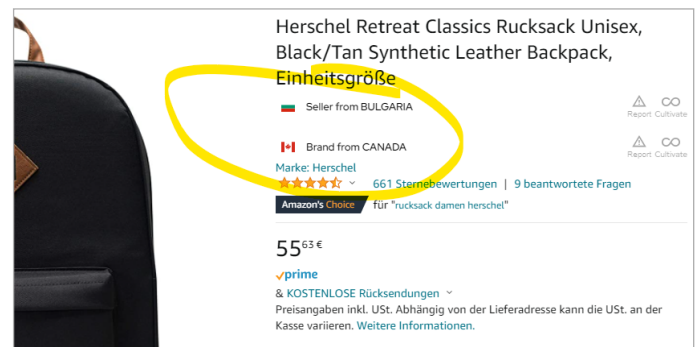 Herschel Retreat Classics Rucksack Unisex,
Black/Tan Synthetic Leather Backpack,
Einheitsgröße
Seller from BULGARIA
Report Cultivate
Brand from CANADA
Report Cultivate
Marke: Herschel
661 Sternebewertungen | 9 beantwortete Fragen
Amazon's Choice für "rucksack damen herschel"
55 63 €
prime
& KOSTENLOSE Rücksendungen
Preisangaben inkl. USt. Abhängig von der Lieferadresse kann die USt. an der
Kasse variieren. Weitere Informationen.